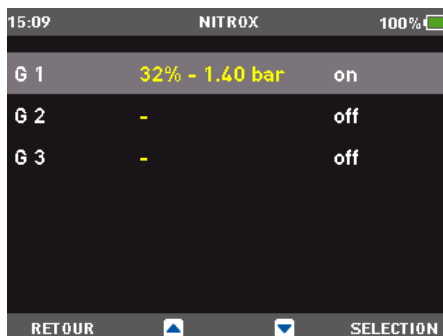 15:09 NITROX 100%
G 1 32% - 1.40 bar on
G 2 - off
G 3 - off
RETOUR SELECTION